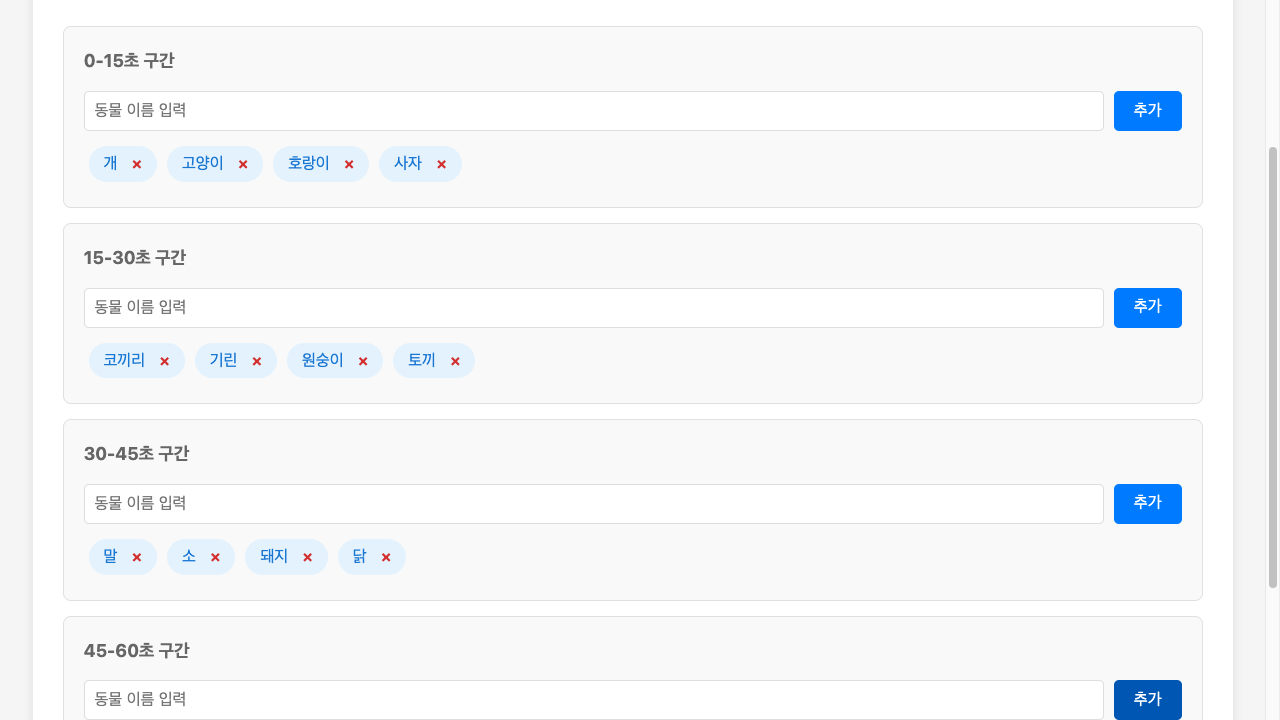 0-15초 구간
동물 이름 입력 추가
개 × 고양이 × 호랑이 × 사자 ×
15-30초 구간
동물 이름 입력 추가
코끼리 × 기린 × 원숭이 × 토끼 ×
30-45초 구간
동물 이름 입력 추가
말 × 소 × 돼지 × 닭 ×
45-60초 구간
동물 이름 입력 추가